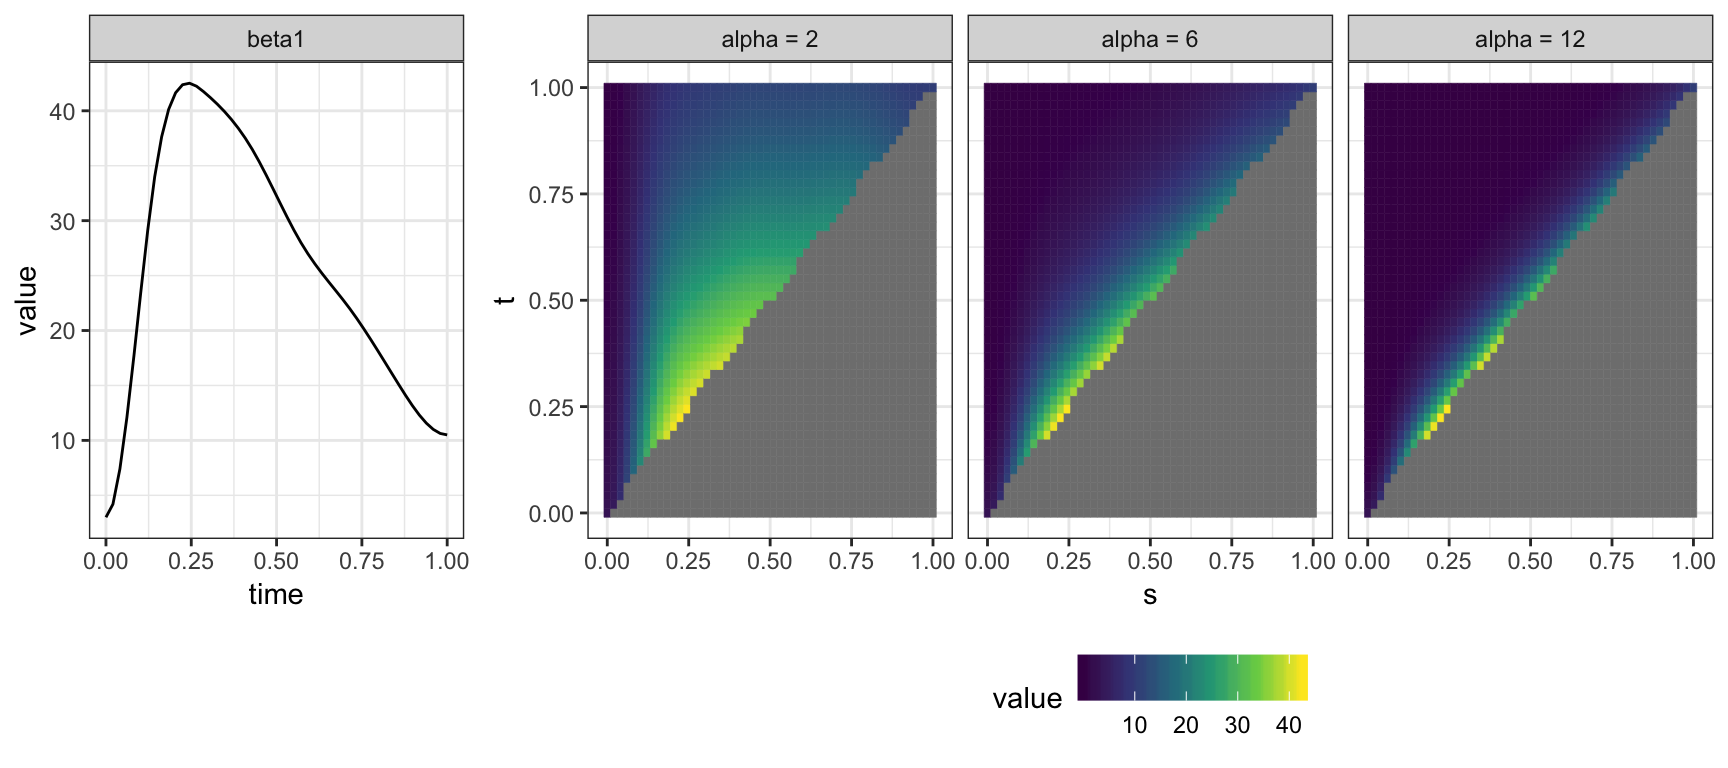 beta1
alpha = 2
alpha = 6
alpha = 12
value
40
30
20
10
0.00 0.25 0.50 0.75 1.00
time
t
1.00
0.75
0.50
0.25
0.00
0.00 0.25 0.50 0.75 1.00
0.00 0.25 0.50 0.75 1.00
0.00 0.25 0.50 0.75 1.00
s
value
10 20 30 40